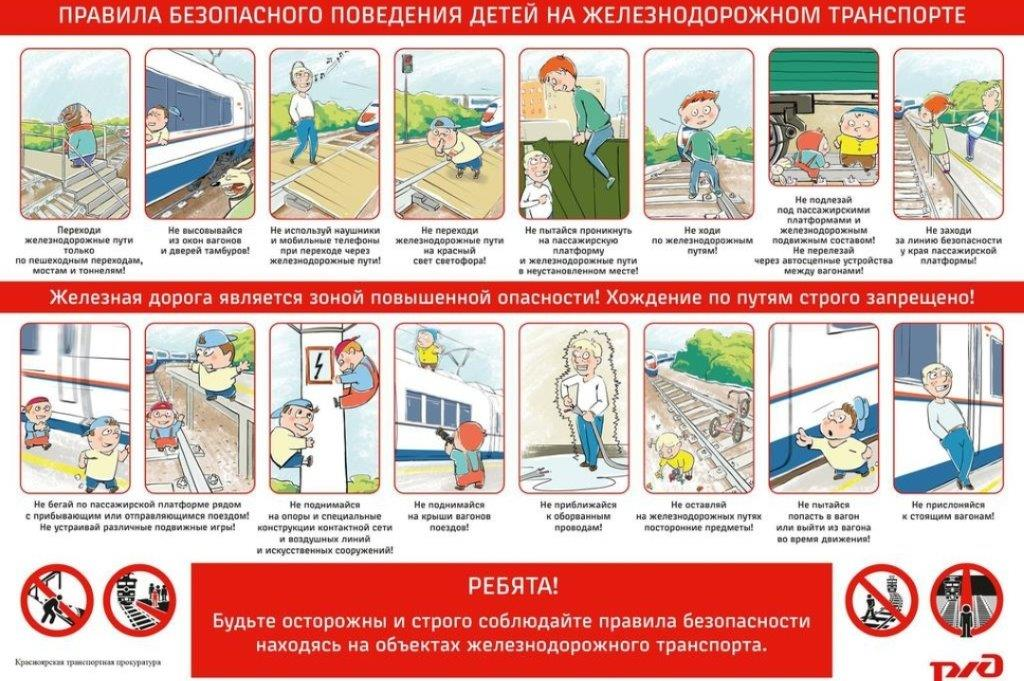 ПРАВИЛА БЕЗОПАСНОГО ПОВЕДЕНИЯ ДЕТЕЙ НА ЖЕЛЕЗНОДОРОЖНОМ ТРАНСПОРТЕ
Переходи
железнодорожные пути
только
по пешеходным переходам,
мостам и тоннелям!
Не высовывайся
из окон вагонов
и дверей тамбуров!
Не используй наушники
и мобильные телефоны
при переходе через
железнодорожные пути!
Не переходи
железнодорожные пути
на красный
свет светофора!
Не пытайся проникнуть
на пассажирскую
платформу
и железнодорожные пути
в неустановленном месте!
Не ходи
по железнодорожным
путям!
Не подлезай
под пассажирскими
платформами и
железнодорожным
подвижным составом!
Не перелезай
через автосцепные устройства
между вагонами!
Не заходи
за линию безопасности
у края пассажирской
платформы!
Железная дорога является зоной повышенной опасности! Хождение по путям строго запрещено!
Не бегай по пассажирской платформе рядом
с прибывающим или отправляющимся поездом!
Не устраивай различные подвижные игры!
Не поднимайся
на опоры и специальные
конструкции контактной сети
и воздушных линий
и искусственных сооружений!
Не поднимайся
на крыши вагонов
поездов!
Не приближайся
к оборванным
проводам!
Не оставляй
на железнодорожных путях
посторонние предметы!
Не пытайся
попасть в вагон
или выйти из вагона
во время движения!
Не прислоняйся
к стоящим вагонам!
РЕБЯТА!
Будьте осторожны и строго соблюдайте правила безопасности
находясь на объектах железнодорожного транспорта.
Красноярская транспортная прокуратура
РЖД